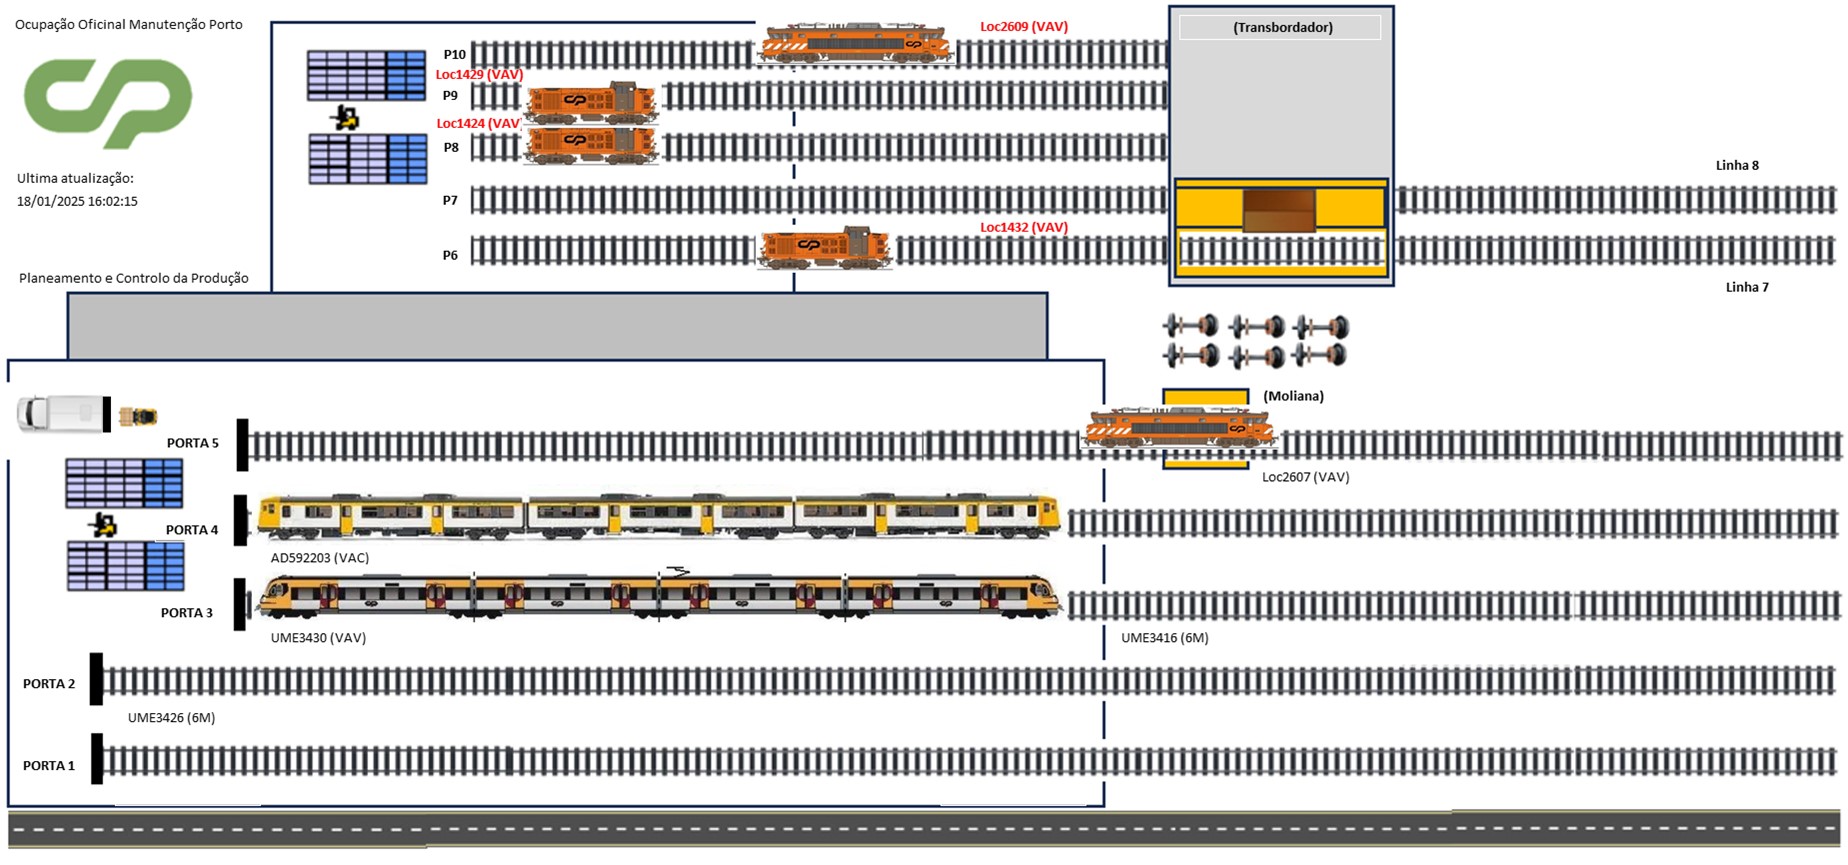 Ocupação Oficinal Manutenção Porto
Loc2609 (VAV)
(Transbordador)
P10
Loc1429 (VAV)
P9
Loc1424 (VAV)
P8
Linha 8
Ultima atualização:
18/01/2025 16:02:15
P7
Loc1432 (VAV)
P6
Planeamento e Controlo da Produção
Linha 7
(Moliana)
PORTA 5
Loc2607 (VAV)
PORTA 4
AD592203 (VAC)
PORTA 3
UME3430 (VAV)
UME3416 (6M)
PORTA 2
UME3426 (6M)
PORTA 1